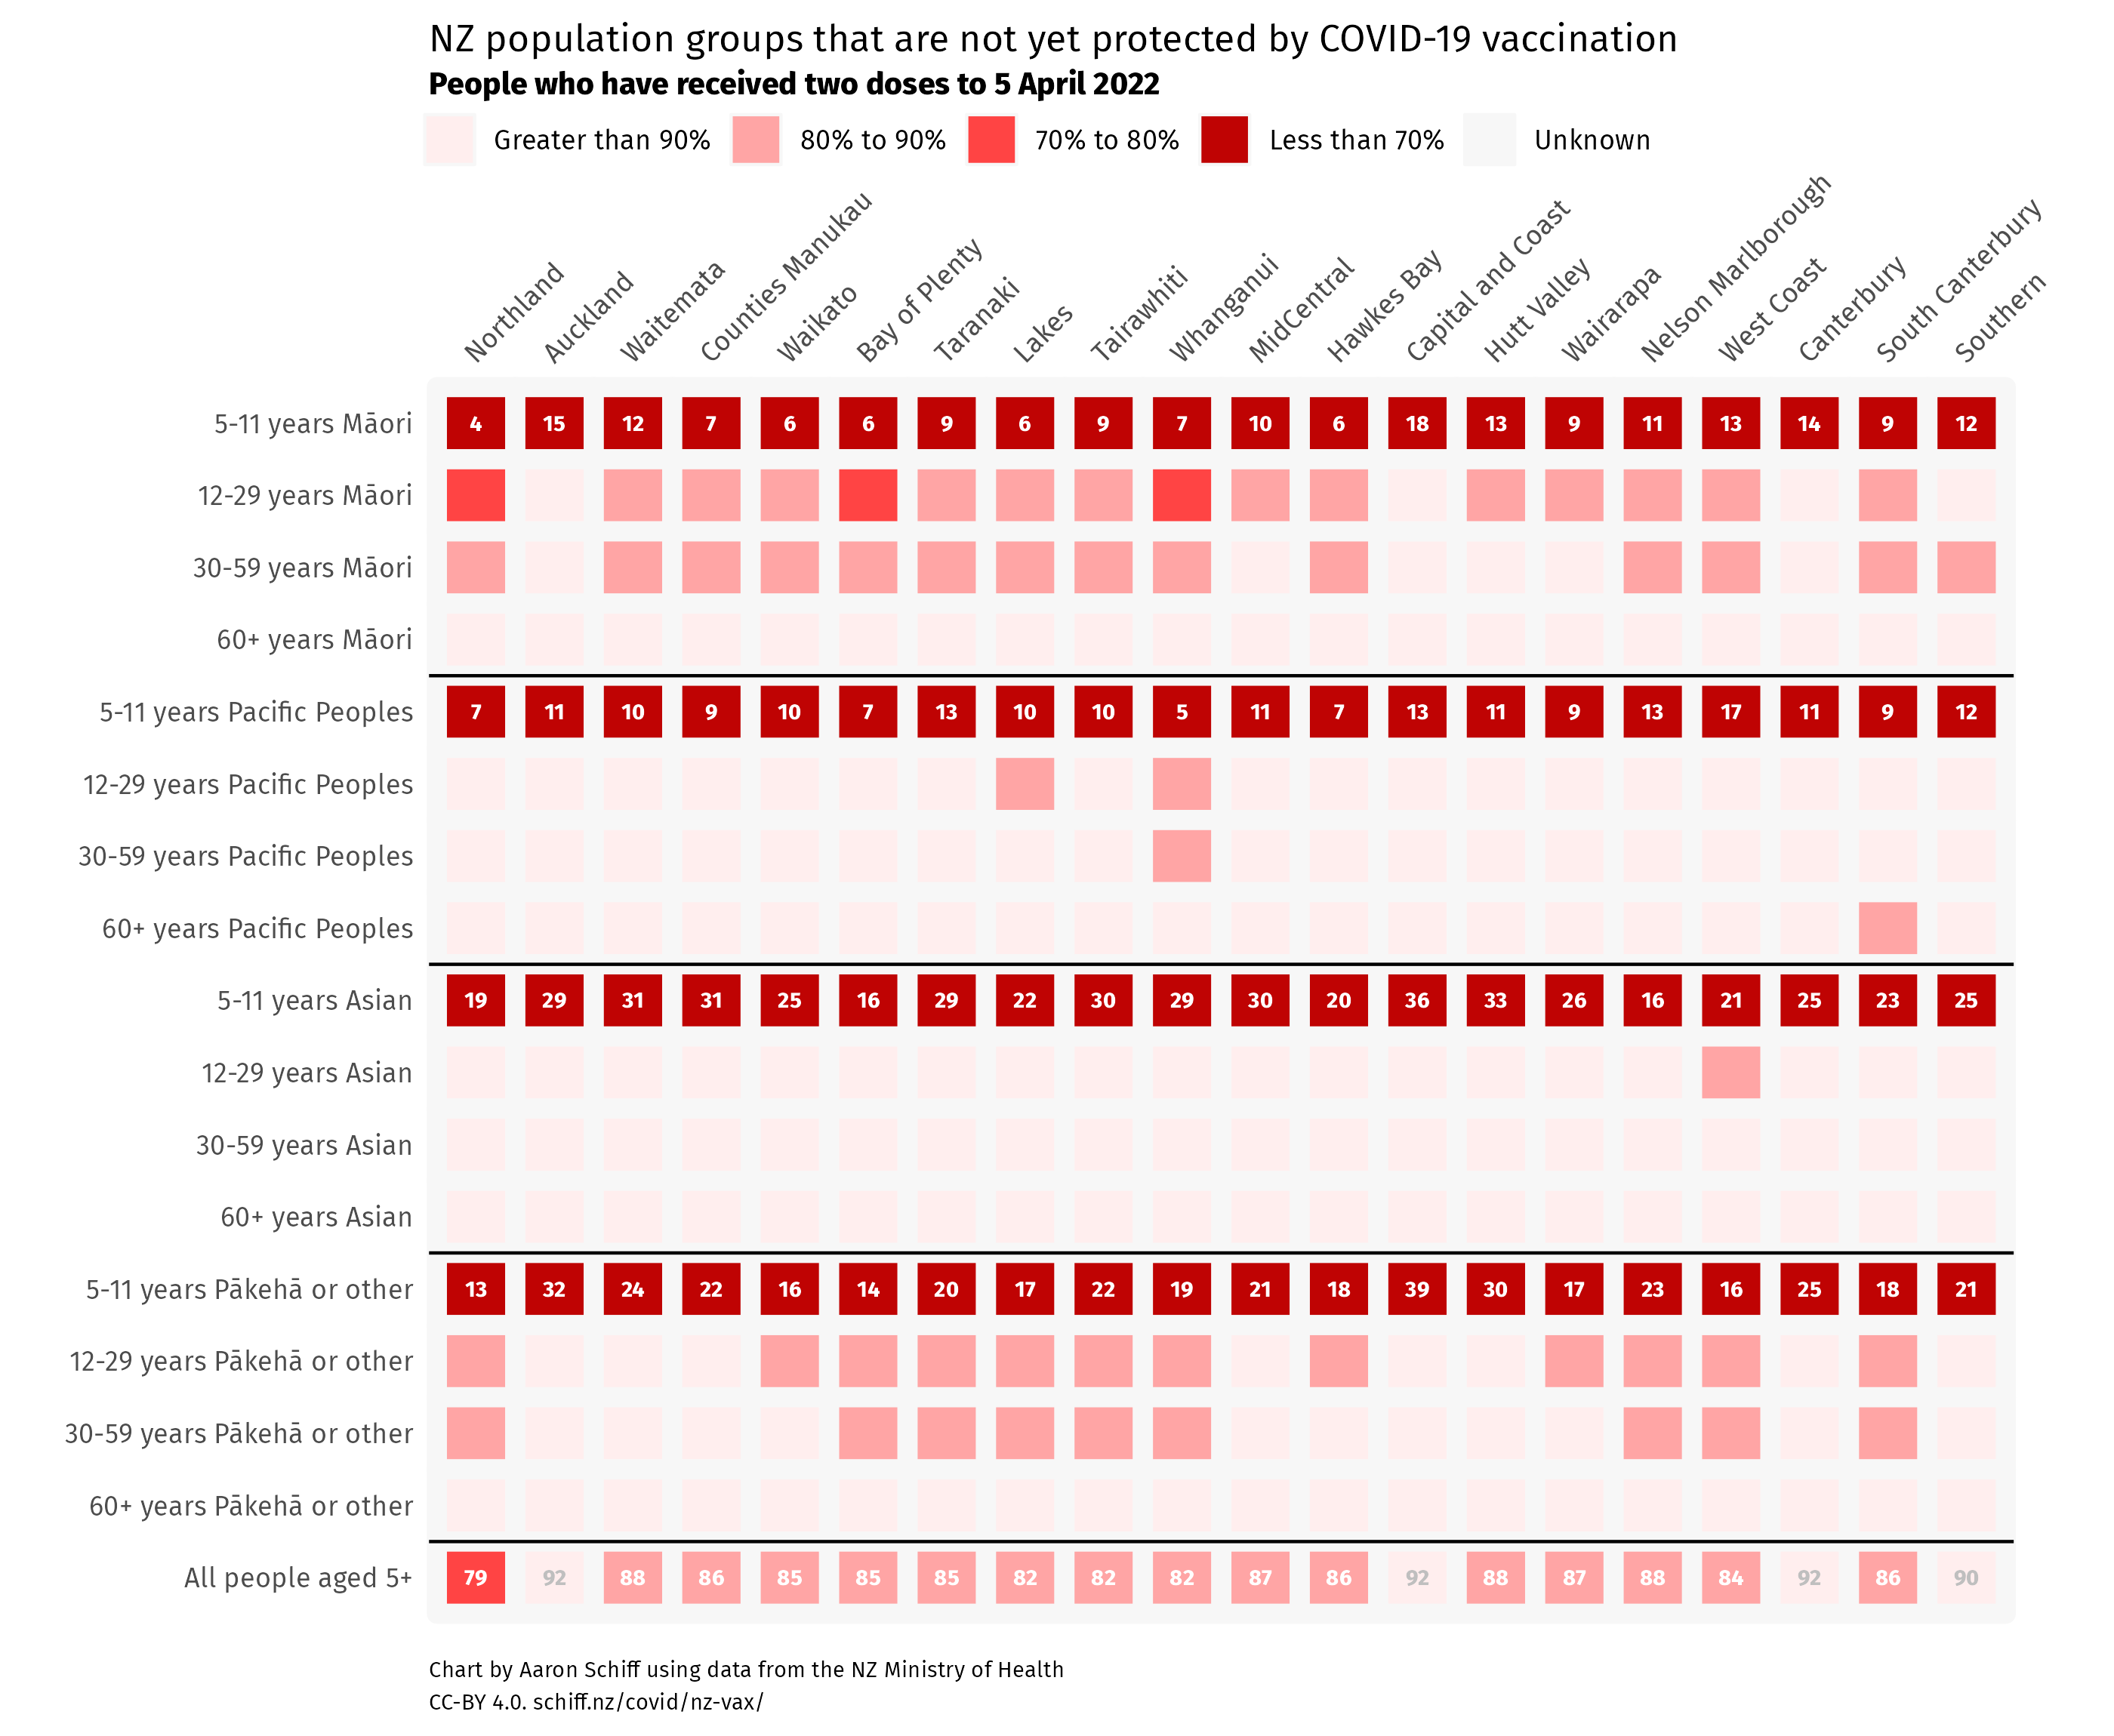 NZ population groups that are not yet protected by COVID-19 vaccination
People who have received two doses to 5 April 2022
Greater than 90% 80% to 90% 70% to 80% Less than 70% Unknown
Northland Auckland Waitemata Counties Manukau Waikato Bay of Plenty Taranaki Lakes Tairawhiti Whanganui MidCentral Hawkes Bay Capital and Coast Hutt Valley Wairarapa Nelson Marlborough West Coast Canterbury South Canterbury Southern
5-11 years Māori 4 15 12 7 6 6 9 6 9 7 10 6 18 13 9 11 13 14 9 12
12-29 years Māori
30-59 years Māori
60+ years Māori
5-11 years Pacific Peoples 7 11 10 9 10 7 13 10 10 5 11 7 13 11 9 13 17 11 9 12
12-29 years Pacific Peoples
30-59 years Pacific Peoples
60+ years Pacific Peoples
5-11 years Asian 19 29 31 31 25 16 29 22 30 29 30 20 36 33 26 16 21 25 23 25
12-29 years Asian
30-59 years Asian
60+ years Asian
5-11 years Pākehā or other 13 32 24 22 16 14 20 17 22 19 21 18 39 30 17 23 16 25 18 21
12-29 years Pākehā or other
30-59 years Pākehā or other
60+ years Pākehā or other
All people aged 5+ 79 92 88 86 85 85 85 82 82 82 87 86 92 88 87 88 84 92 86 90
Chart by Aaron Schiff using data from the NZ Ministry of Health
CC-BY 4.0. schiff.nz/covid/nz-vax/